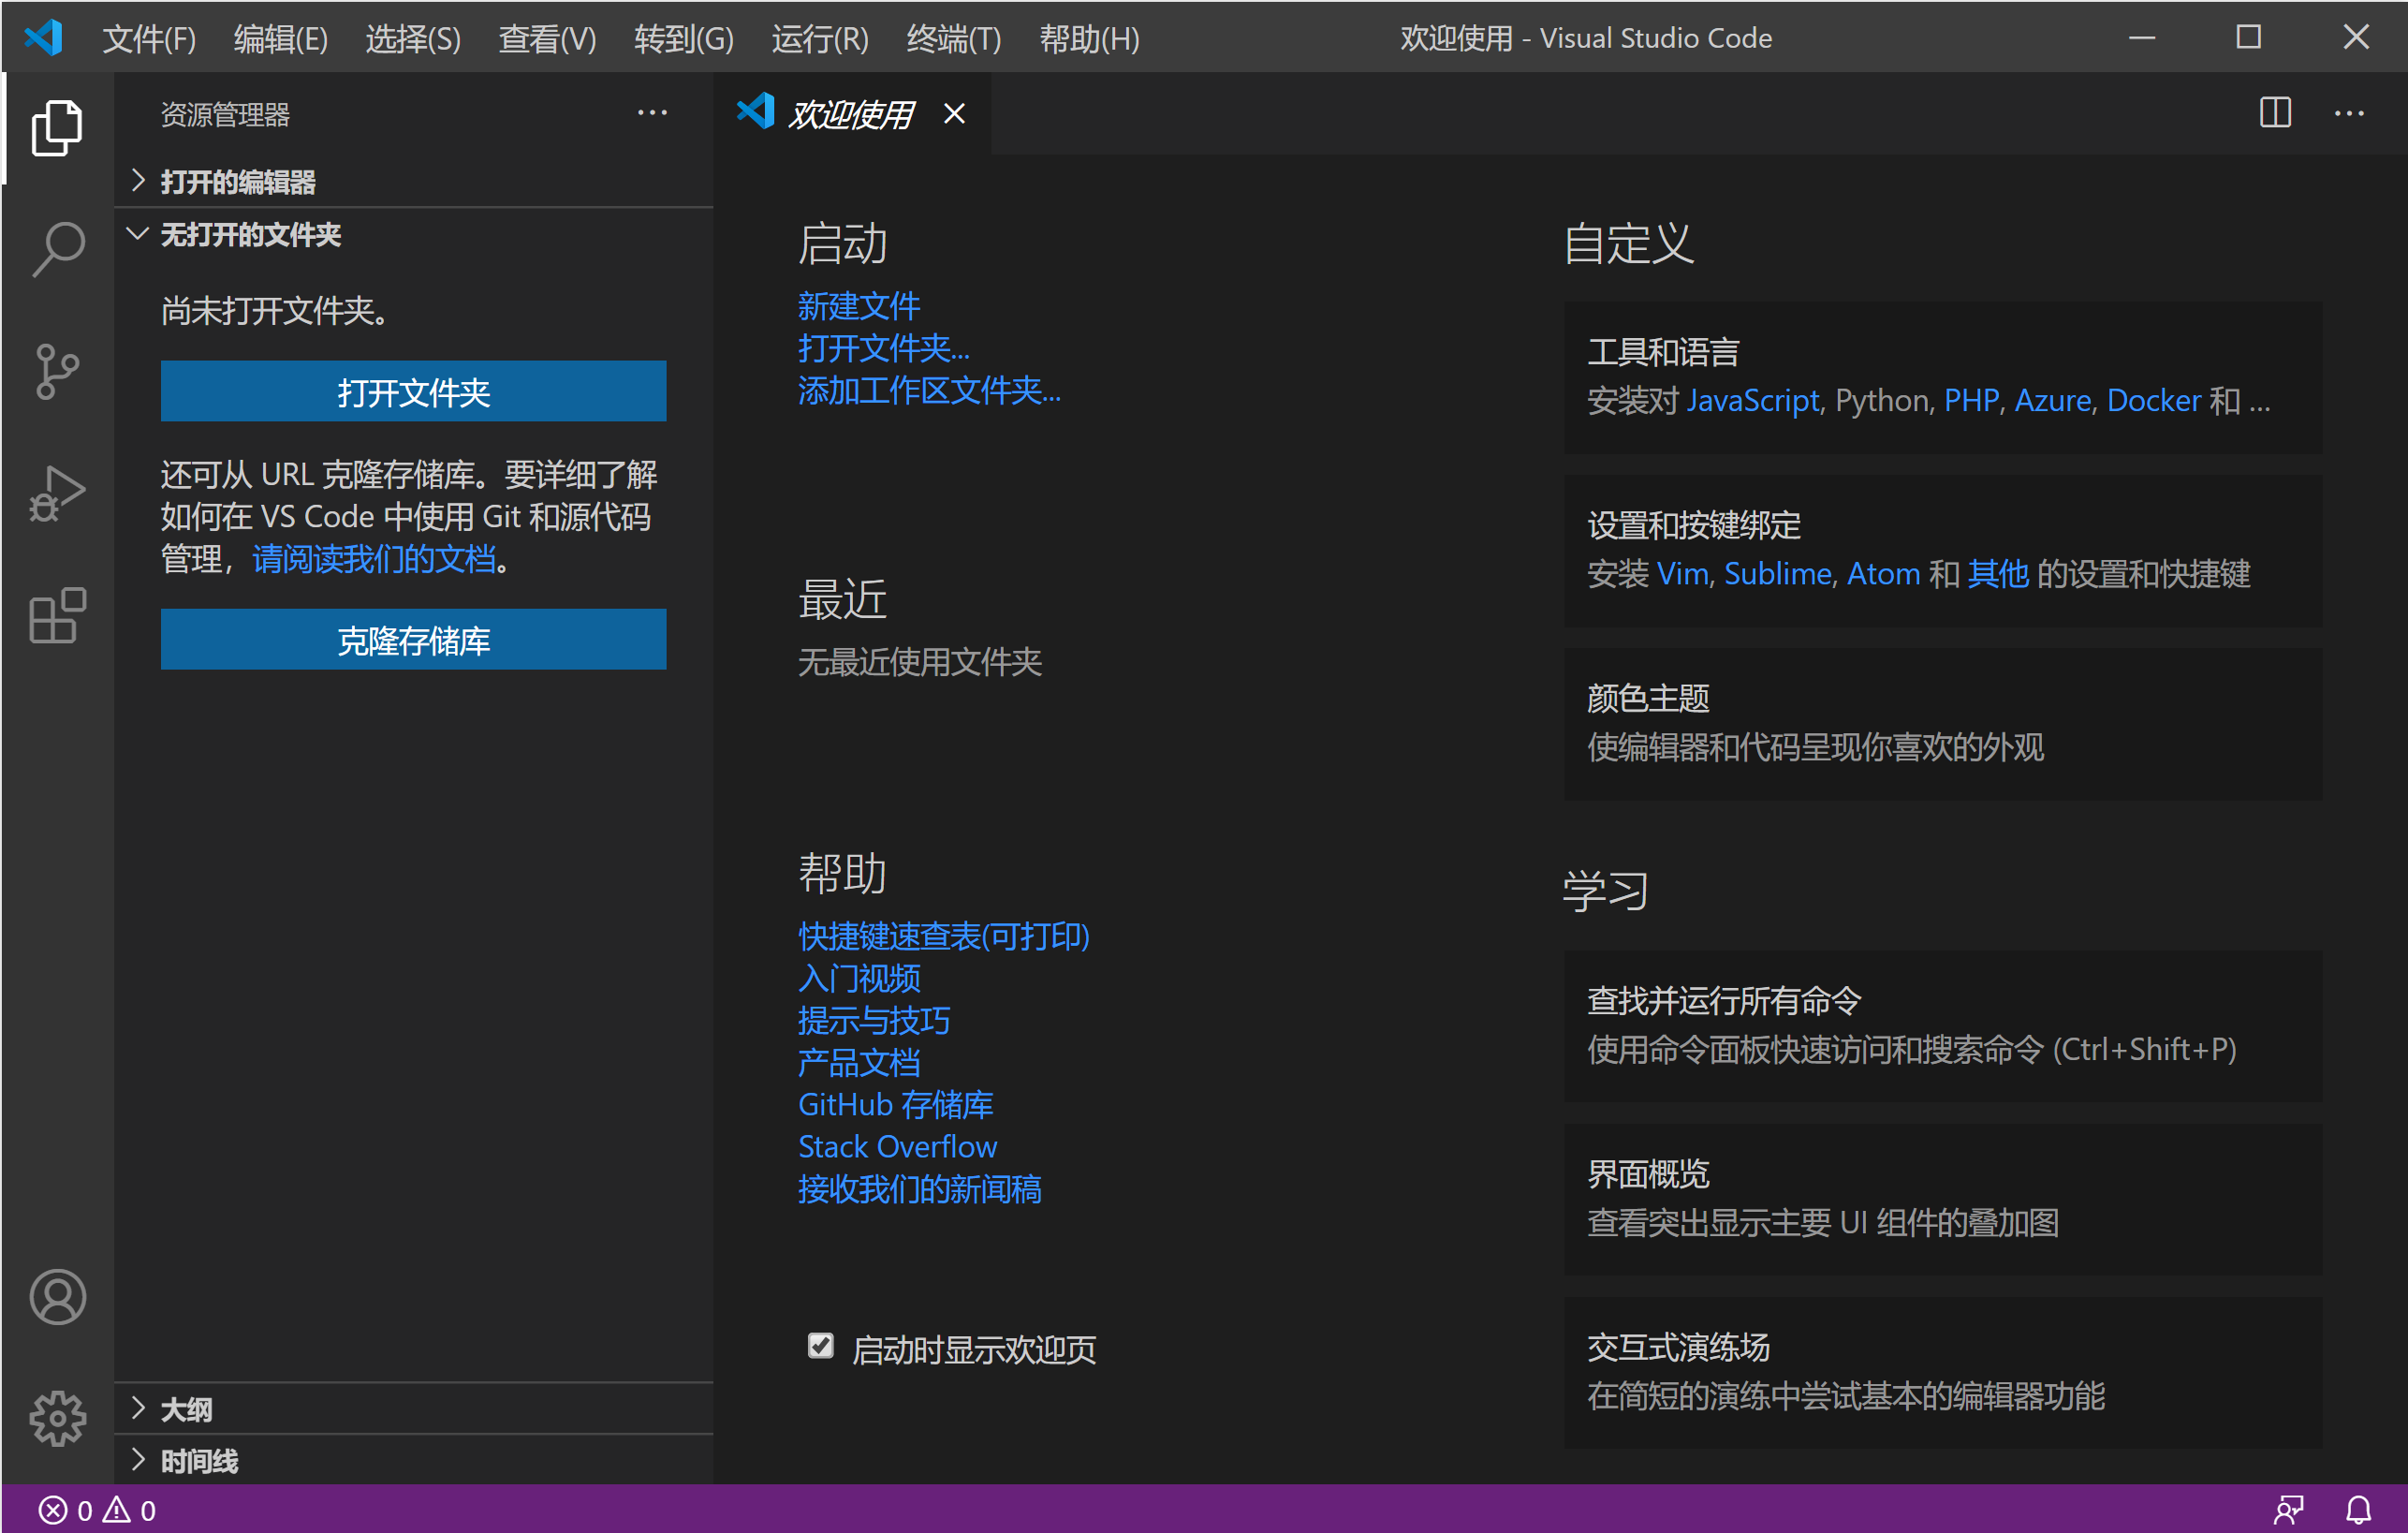 文件(F) 编辑(E) 选择(S) 查看(V) 转到(G) 运行(R) 终端(T) 帮助(H) 欢迎使用 - Visual Studio Code
资源管理器
打开的编辑器
无打开的文件夹
尚未打开文件夹。
打开文件夹
还可从 URL 克隆存储库。要详细了解
如何在 VS Code 中使用 Git 和源代码
管理，请阅读我们的文档。
克隆存储库
大纲
时间线
欢迎使用
启动
新建文件
打开文件夹...
添加工作区文件夹...
最近
无最近使用文件夹
帮助
快捷键速查表(可打印)
入门视频
提示与技巧
产品文档
GitHub 存储库
Stack Overflow
接收我们的新闻稿
启动时显示欢迎页
自定义
工具和语言
安装对 JavaScript, Python, PHP, Azure, Docker 和 ...
设置和按键绑定
安装 Vim, Sublime, Atom 和 其他 的设置和快捷键
颜色主题
使编辑器和代码呈现你喜欢的外观
学习
查找并运行所有命令
使用命令面板快速访问和搜索命令 (Ctrl+Shift+P)
界面概览
查看突出显示主要 UI 组件的叠加图
交互式演练场
在简短的演练中尝试基本的编辑器功能
0 0